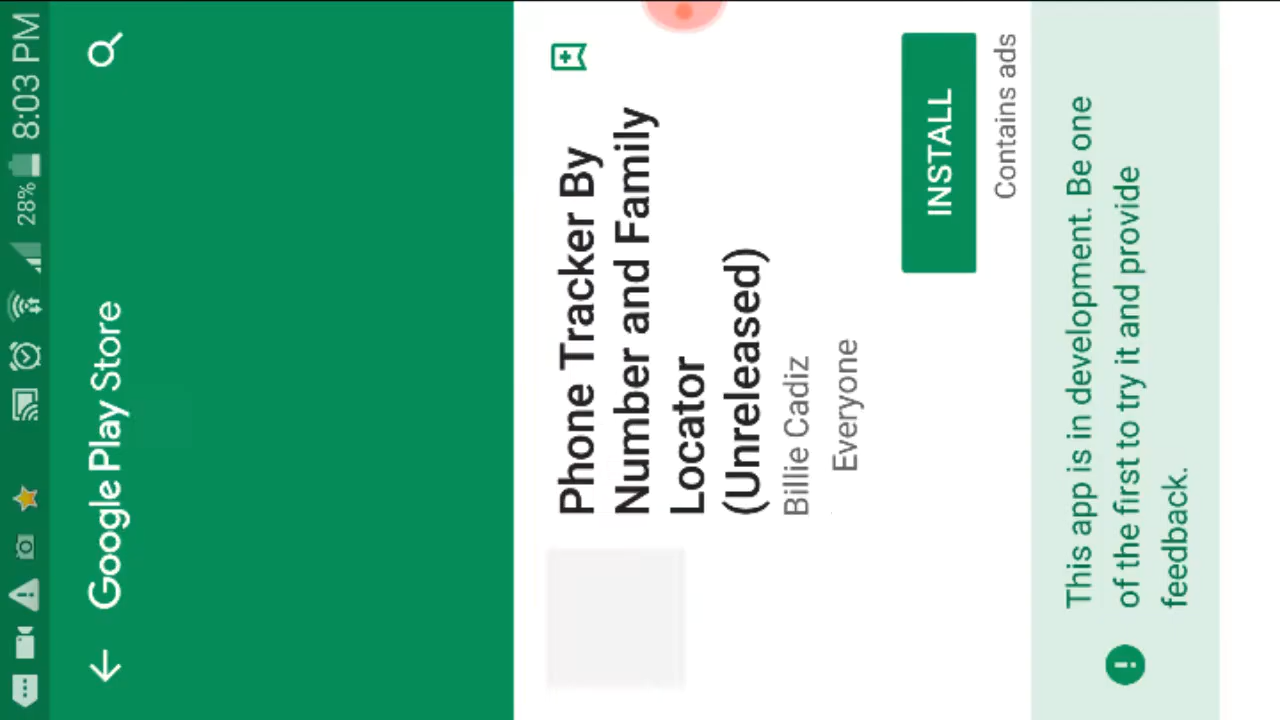 28% 8:03 PM
Google Play Store
Phone Tracker By
Number and Family
Locator
(Unreleased)
Billie Cadiz
Everyone
INSTALL
Contains ads
This app is in development. Be one
of the first to try it and provide
feedback.